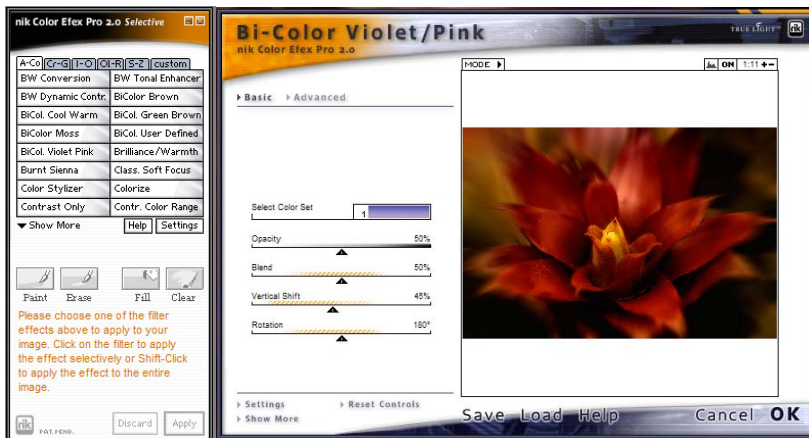 nik Color Efex Pro 2.0 Selective
A-Co Cr-G I-O O1-R S-Z custom
BW Conversion BW Tonal Enhancer
BW Dynamic Contr. BiColor Brown
BiCol. Cool Warm BiCol. Green Brown
BiColor Moss BiCol. User Defined
BiCol. Violet Pink Brilliance/Warmth
Burnt Sienna Class. Soft Focus
Color Stylizer Colorize
Contrast Only Contr. Color Range
Show More Help Settings
Paint Erase Fill Clear
Please choose one of the filter
effects above to apply to your
image. Click on the filter to apply
the effect selectively or Shift-Click
to apply the effect to the entire
image.
nik PAT.PEND. Discard Apply
Bi-Color Violet/Pink
nik Color Efex Pro 2.0
TRUE LIGHT™ nik
MODE ON 1:11 + −
Basic Advanced
Select Color Set 1
Opacity 50%
Blend 50%
Vertical Shift 45%
Rotation 180°
Settings Reset Controls
Show More
Save Load Help Cancel OK